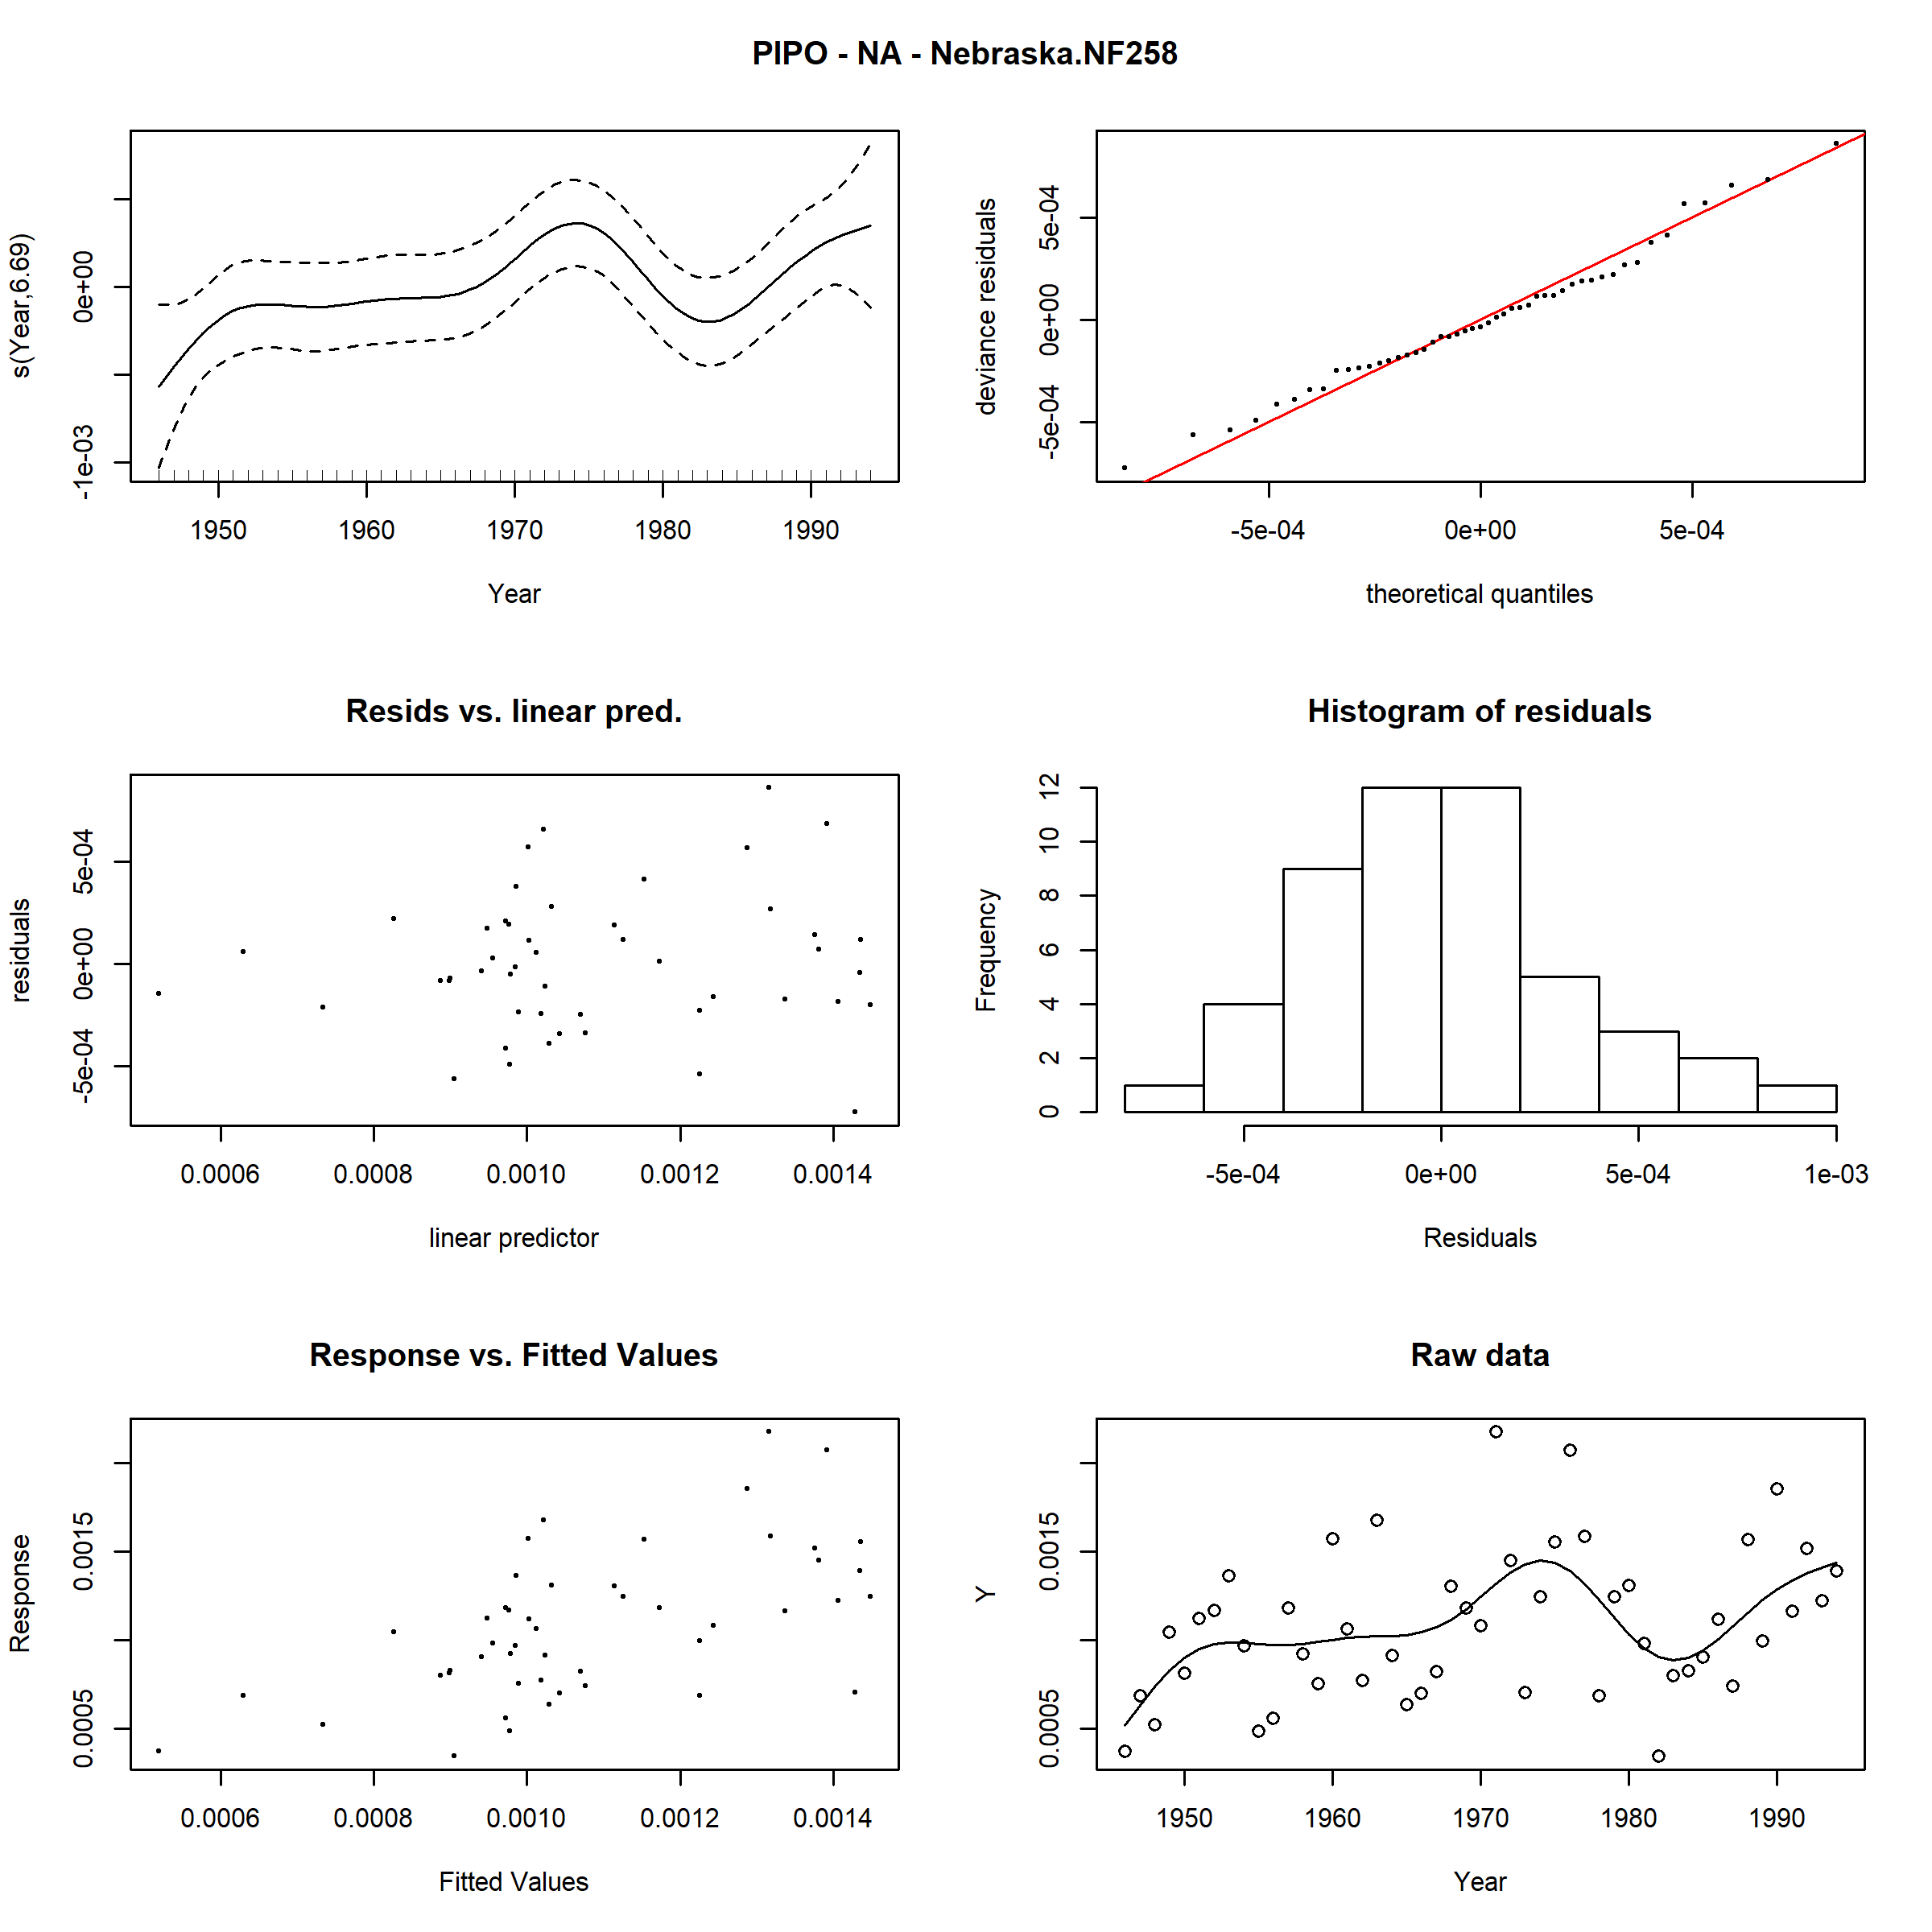 PIPO - NA - Nebraska.NF258
s(Year,6.69)
-1e-03
0e+00
1950 1960 1970 1980 1990
Year
deviance residuals
-5e-04
0e+00
5e-04
-5e-04 0e+00 5e-04
theoretical quantiles
Resids vs. linear pred.
residuals
-5e-04
0e+00
5e-04
0.0006 0.0008 0.0010 0.0012 0.0014
linear predictor
Histogram of residuals
Frequency
0
2
4
6
8
10
12
-5e-04 0e+00 5e-04 1e-03
Residuals
Response vs. Fitted Values
Response
0.0005
0.0015
0.0006 0.0008 0.0010 0.0012 0.0014
Fitted Values
Raw data
Y
0.0005
0.0015
1950 1960 1970 1980 1990
Year